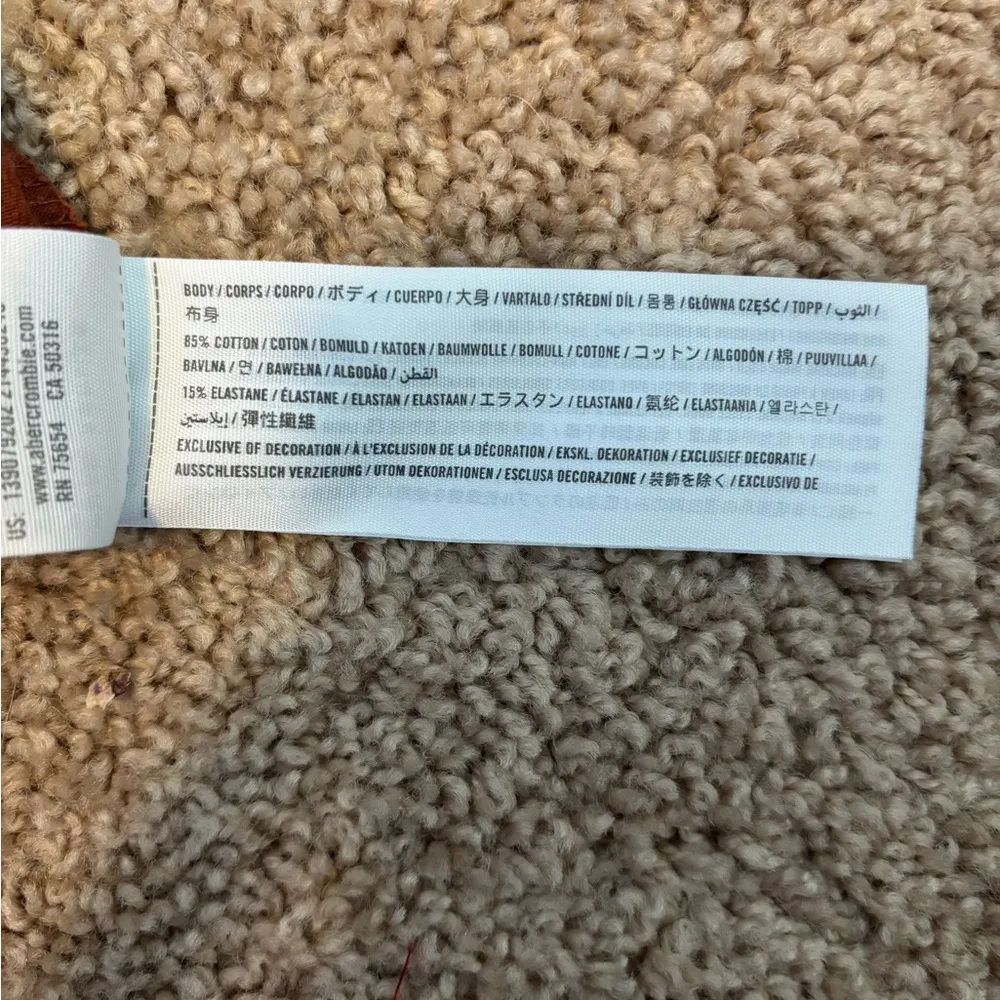 BODY / CORPS / CORPO / ボディ / CUERPO / 大身 / VARTALO / STŘEDNÍ DÍL / 몸통 / GŁÓWNA CZĘŚĆ / TOPP / الثوب /
布身
85% COTTON / COTON / BOMULD / KATOEN / BAUMWOLLE / BOMULL / COTONE / コットン / ALGODÓN / 棉 / PUUVILLAA /
BAVLNA / 면 / BAWEŁNA / ALGODÃO / القطن
15% ELASTANE / ÉLASTANE / ELASTAN / ELASTAAN / エラスタン / ELASTANO / 氨纶 / ELASTAANIA / 엘라스탄 /
إيلاستين / 彈性纖維
EXCLUSIVE OF DECORATION / À L'EXCLUSION DE LA DÉCORATION / EKSKL. DEKORATION / EXCLUSIEF DECORATIE /
AUSSCHLIESSLICH VERZIERUNG / UTOM DEKORATIONEN / ESCLUSA DECORAZIONE / 装飾を除く / EXCLUSIVO DE
US:
www.abercrombie.com
RN 75654 CA 50316